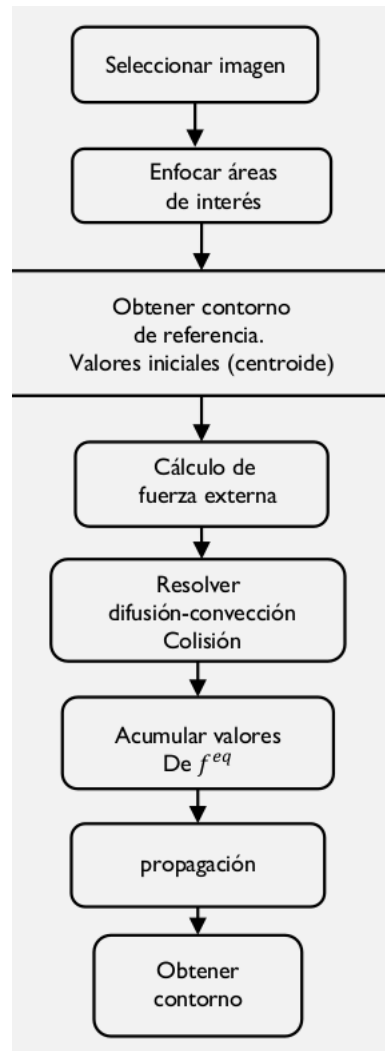 Seleccionar imagen
Enfocar áreas
de interés
Obtener contorno
de referencia.
Valores iniciales (centroide)
Cálculo de
fuerza externa
Resolver
difusión-convección
Colisión
Acumular valores
De f^{eq}
propagación
Obtener
contorno